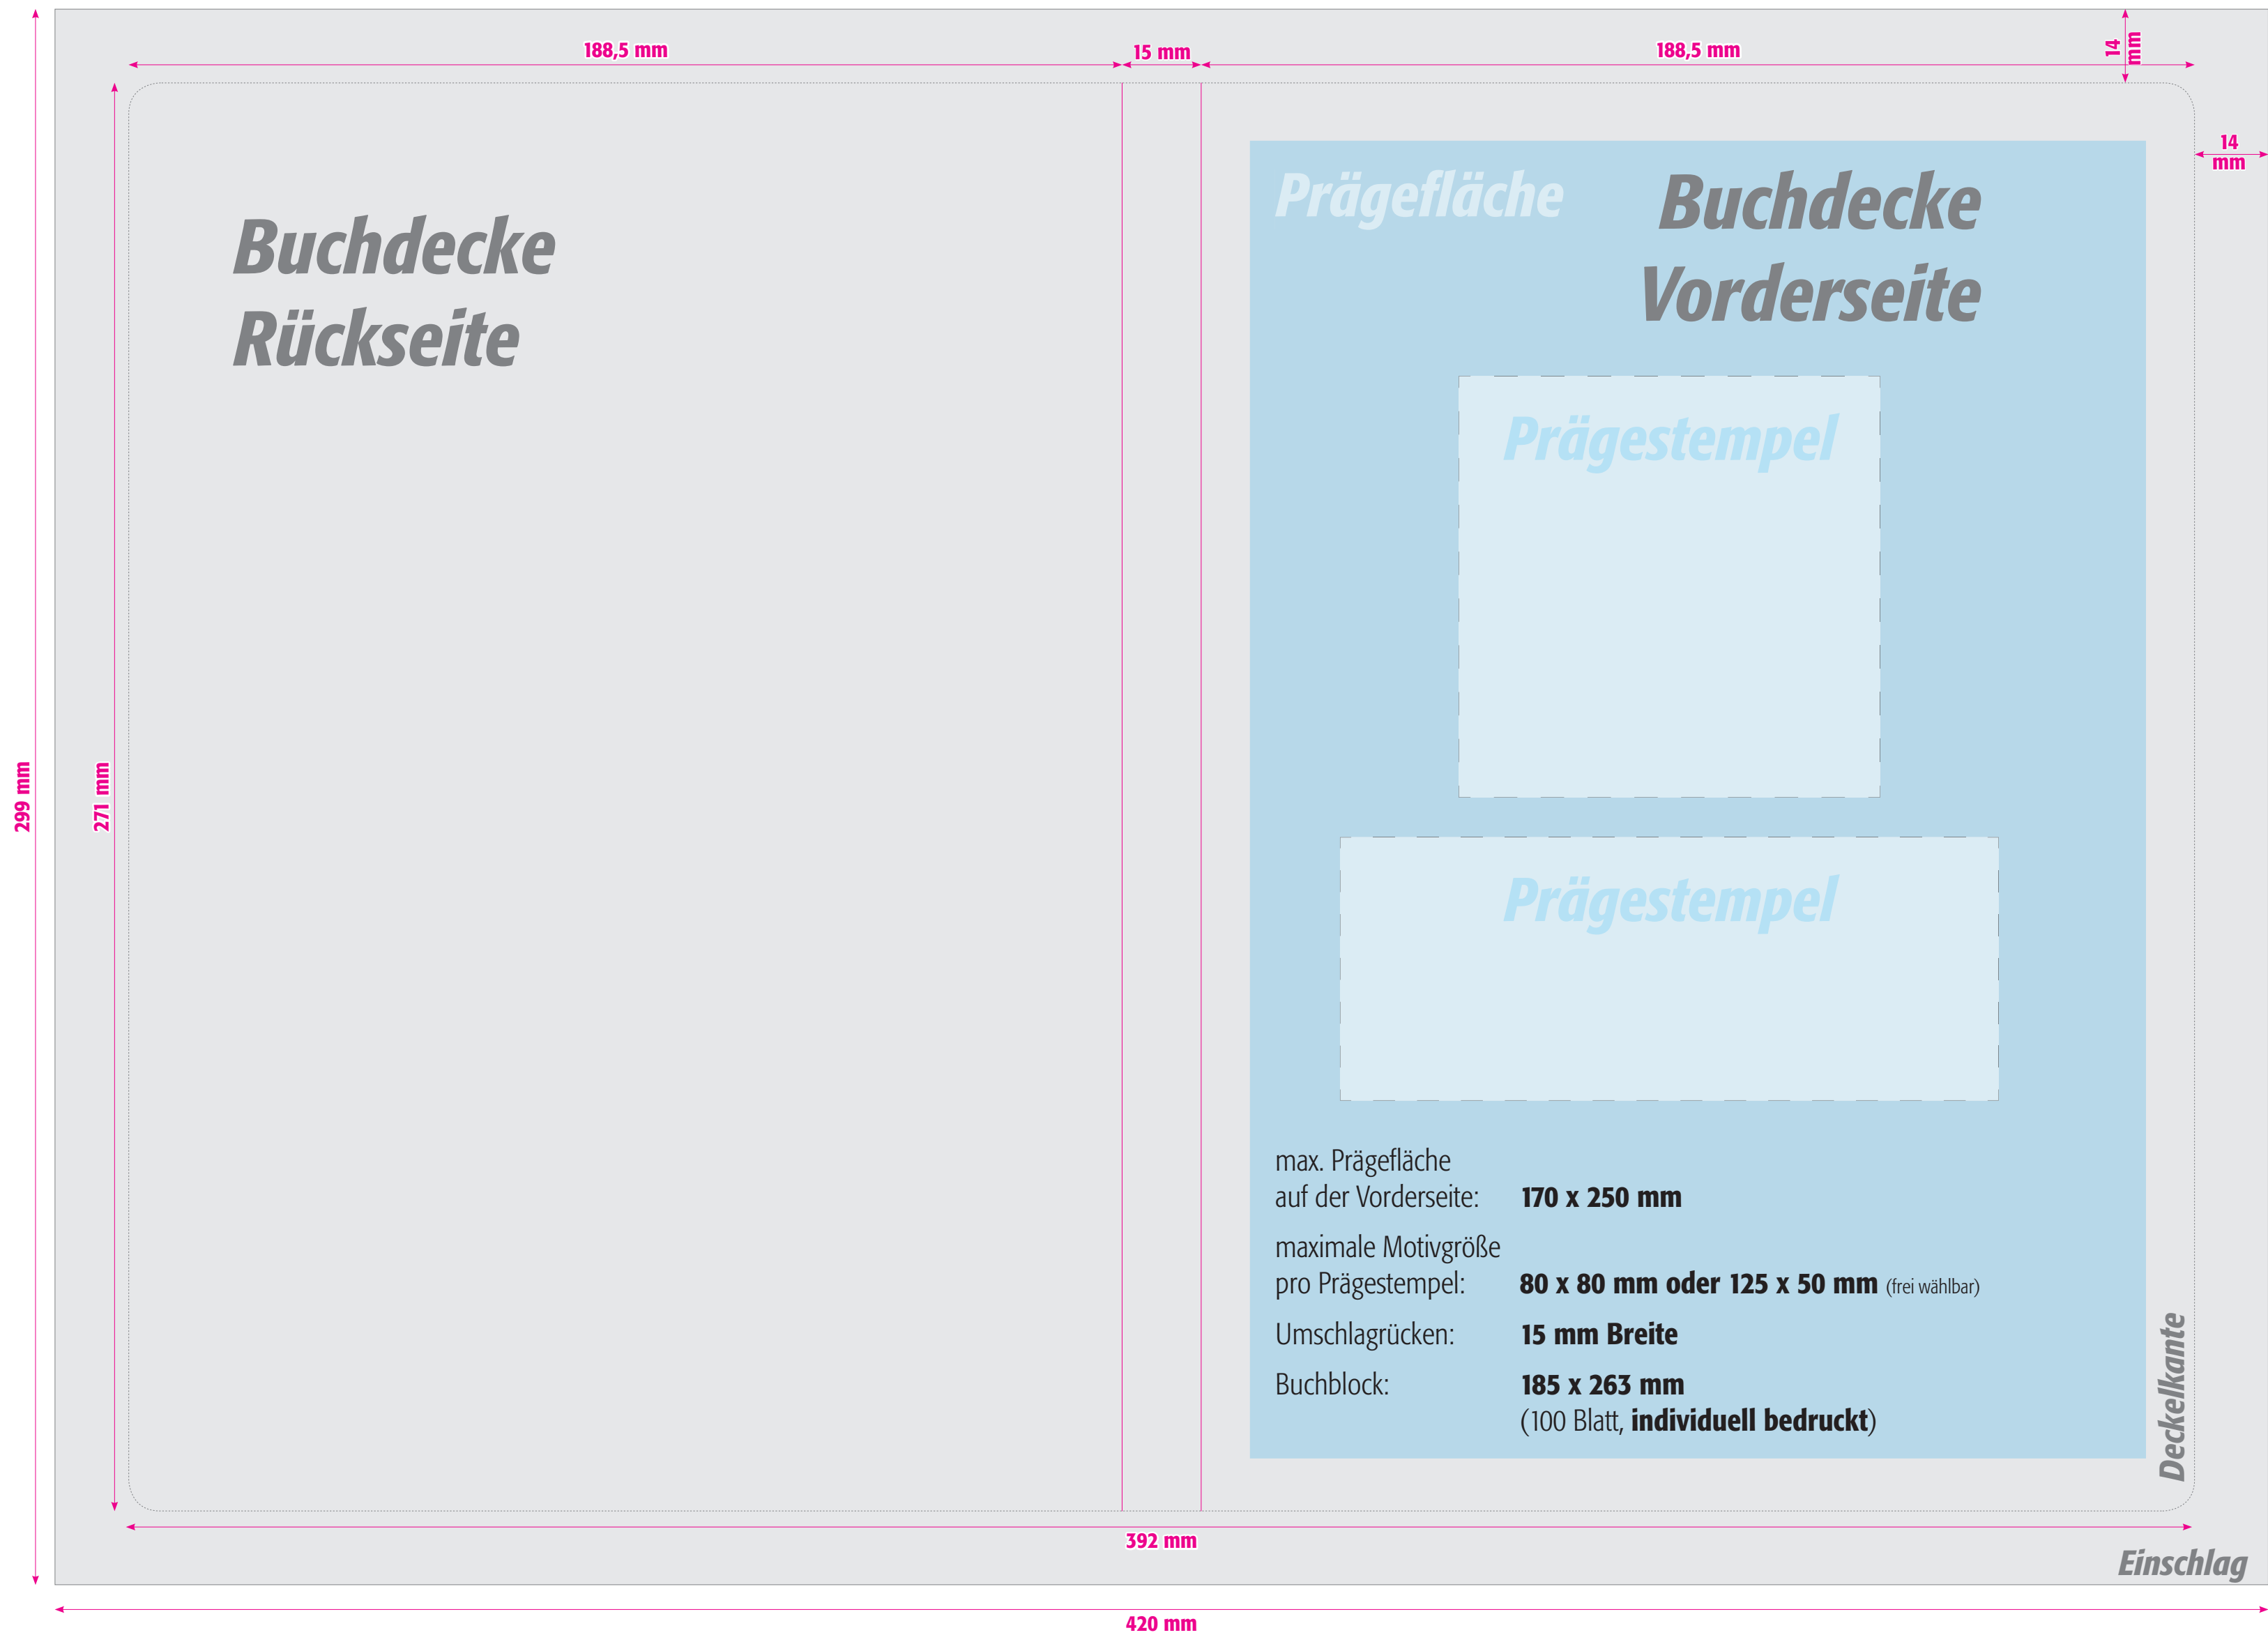 188,5 mm
15 mm
188,5 mm
14
mm
14
mm
Buchdecke
Rückseite
Prägefläche
Buchdecke
Vorderseite
Prägestempel
299 mm
271 mm
Prägestempel
max. Prägefläche
auf der Vorderseite: 170 x 250 mm
maximale Motivgröße
pro Prägestempel: 80 x 80 mm oder 125 x 50 mm (frei wählbar)
Umschlagrücken: 15 mm Breite
Buchblock: 185 x 263 mm
(100 Blatt, individuell bedruckt)
Deckelkante
392 mm
Einschlag
420 mm